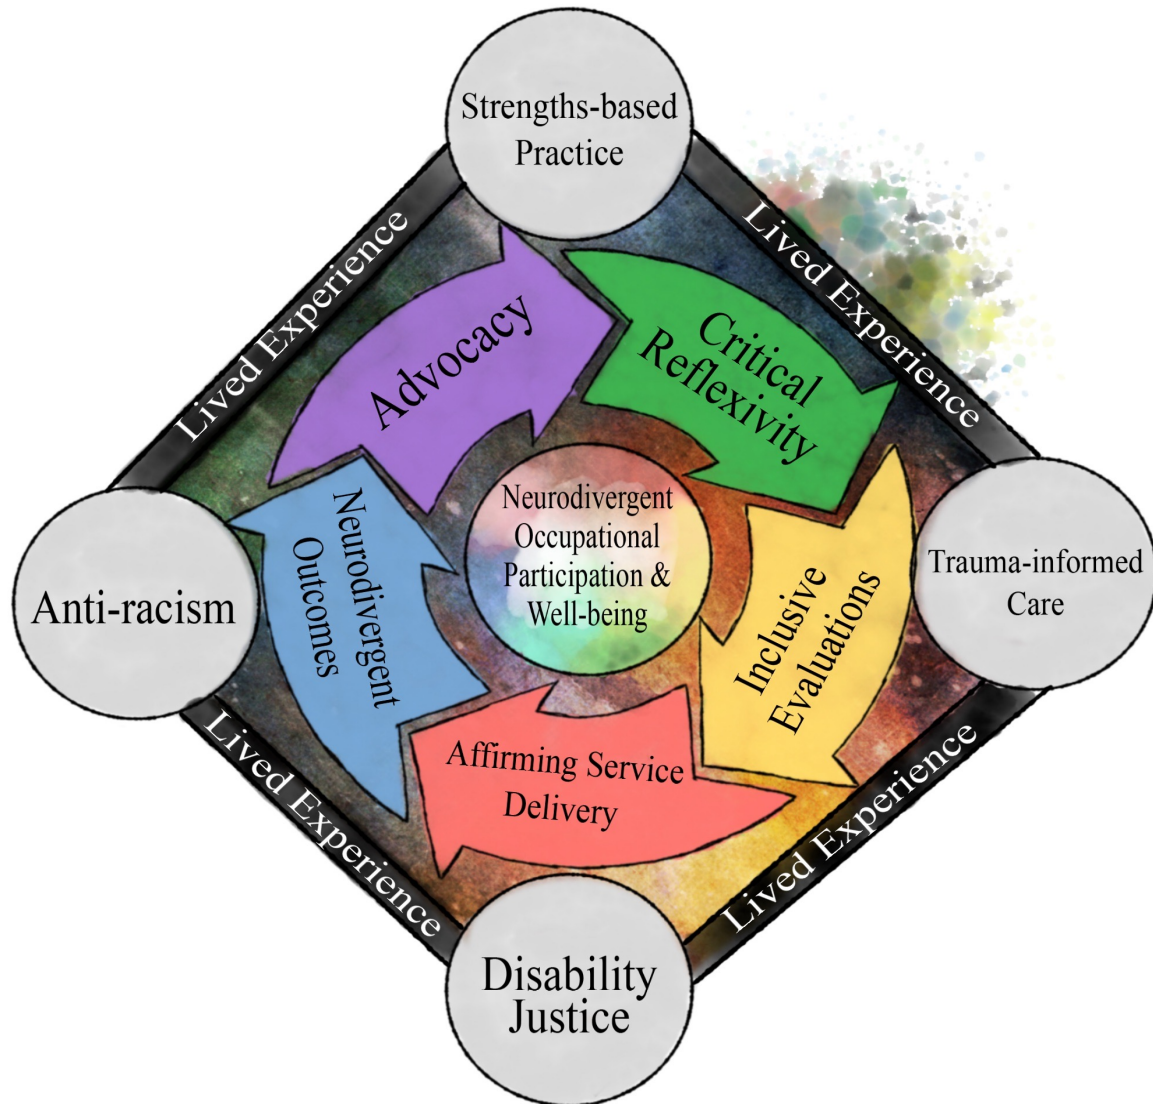 Strengths-based
Practice
Lived Experience
Lived Experience
Advocacy
Critical
Reflexivity
Neurodivergent
Occupational
Participation &
Well-being
Neurodivergent
Outcomes
Inclusive
Evaluations
Anti-racism
Trauma-informed
Care
Affirming Service
Delivery
Lived Experience
Lived Experience
Disability
Justice